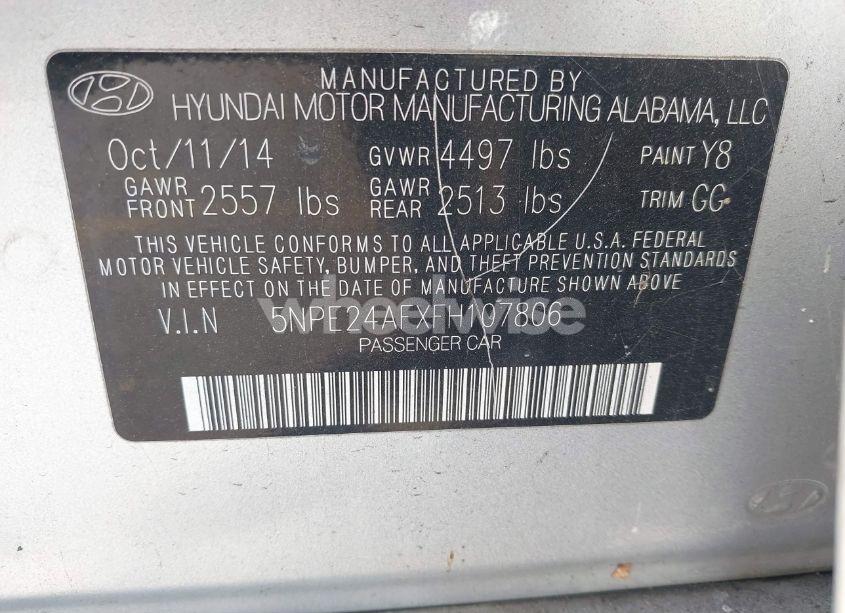 MANUFACTURED BY
HYUNDAI MOTOR MANUFACTURING ALABAMA, LLC
Oct/11/14 GVWR 4497 lbs PAINT Y8
GAWR FRONT 2557 lbs GAWR REAR 2513 lbs TRIM GG
THIS VEHICLE CONFORMS TO ALL APPLICABLE U.S.A. FEDERAL
MOTOR VEHICLE SAFETY, BUMPER, AND THEFT PREVENTION STANDARDS
IN EFFECT ON THE DATE OF MANUFACTURE SHOWN ABOVE
V.I.N 5NPE24AFXFH107806
wheelwise
PASSENGER CAR